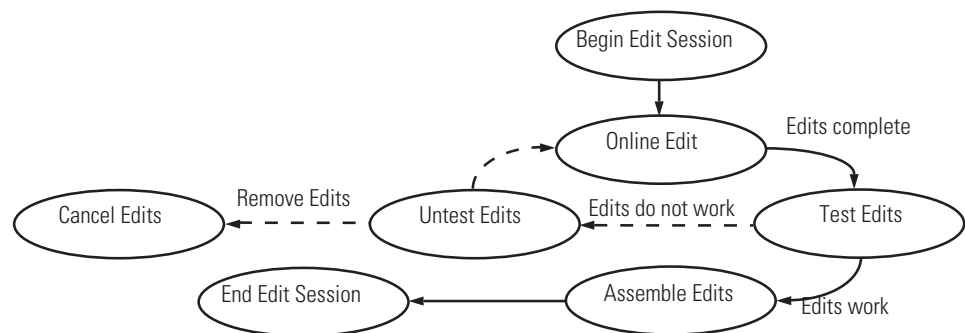 Begin Edit Session
Online Edit
Edits complete
Cancel Edits
Remove Edits
Untest Edits
Edits do not work
Test Edits
End Edit Session
Assemble Edits
Edits work